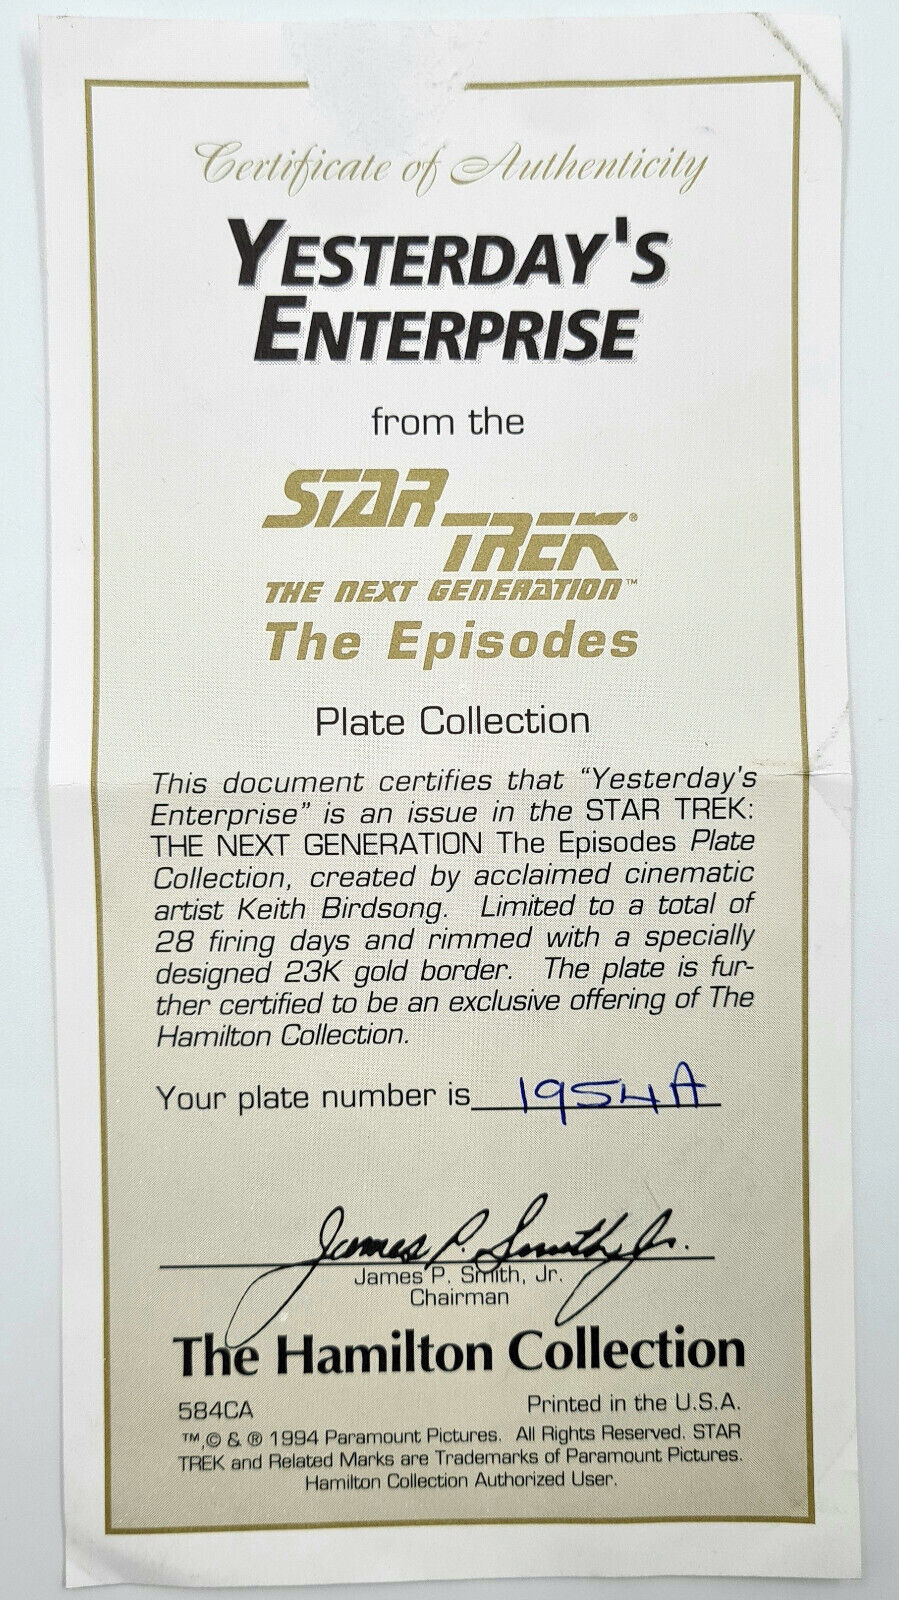 Certificate of Authenticity
YESTERDAY'S
ENTERPRISE
from the
STAR
TREK®
THE NEXT GENERATION™
The Episodes
Plate Collection
This document certifies that “Yesterday's
Enterprise” is an issue in the STAR TREK:
THE NEXT GENERATION The Episodes Plate
Collection, created by acclaimed cinematic
artist Keith Birdsong. Limited to a total of
28 firing days and rimmed with a specially
designed 23K gold border. The plate is fur-
ther certified to be an exclusive offering of The
Hamilton Collection.
Your plate number is 1954A
James P. Smith, Jr.
James P. Smith, Jr.
Chairman
The Hamilton Collection
584CA Printed in the U.S.A.
™,© & ® 1994 Paramount Pictures. All Rights Reserved. STAR
TREK and Related Marks are Trademarks of Paramount Pictures.
Hamilton Collection Authorized User.